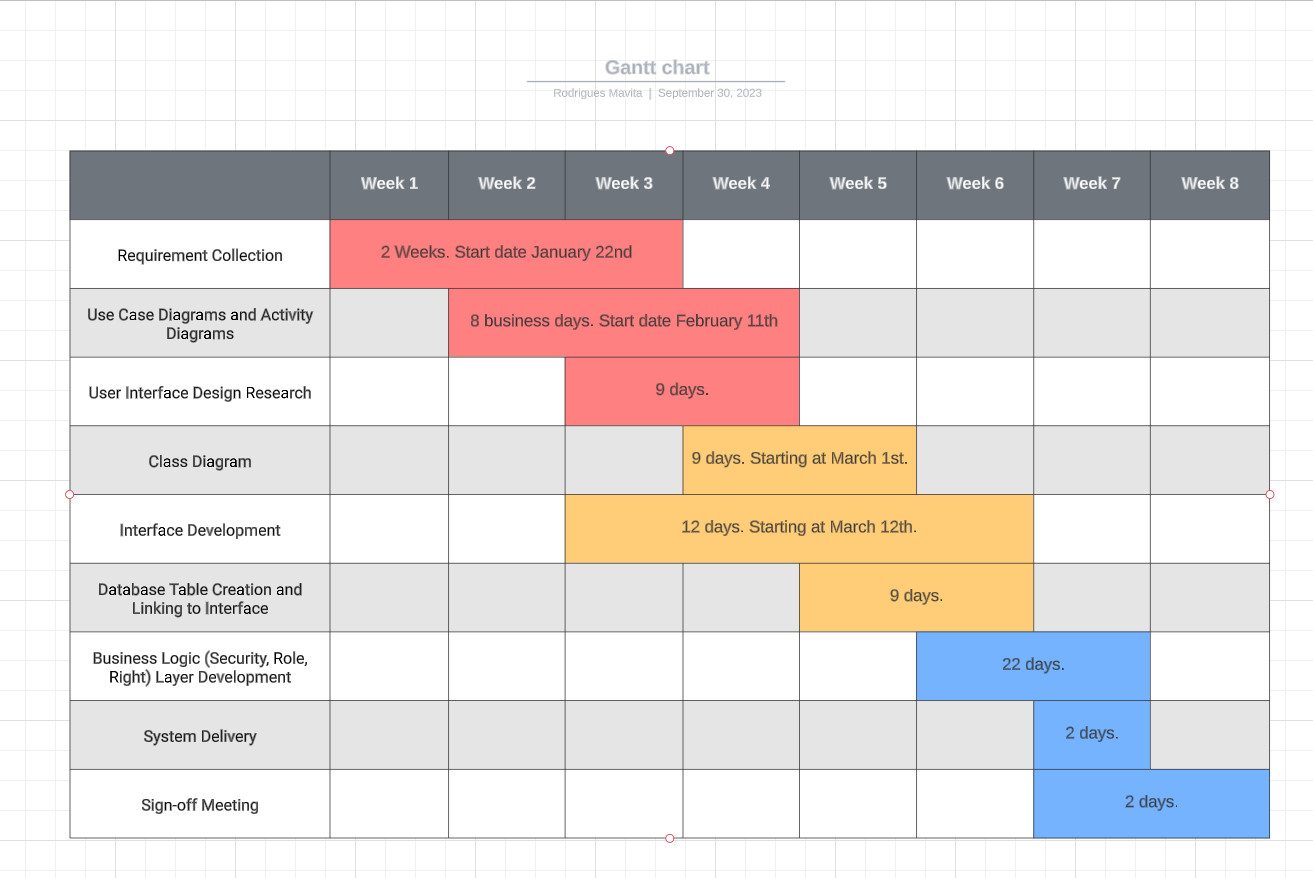 Gantt chart
Rodrigues Mavita | September 30, 2023
Week 1 Week 2 Week 3 Week 4 Week 5 Week 6 Week 7 Week 8
Requirement Collection
2 Weeks. Start date January 22nd
Use Case Diagrams and Activity
Diagrams
8 business days. Start date February 11th
User Interface Design Research
9 days.
Class Diagram
9 days. Starting at March 1st.
Interface Development
12 days. Starting at March 12th.
Database Table Creation and
Linking to Interface
9 days.
Business Logic (Security, Role,
Right) Layer Development
22 days.
System Delivery
2 days.
Sign-off Meeting
2 days.